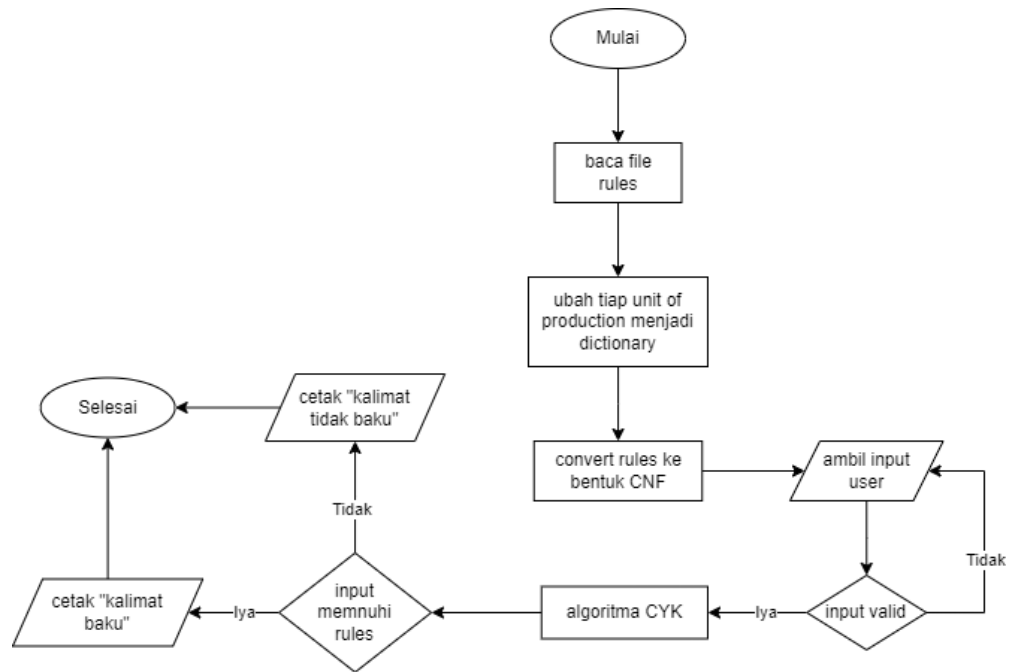 Mulai
baca file
rules
ubah tiap unit of
production menjadi
dictionary
convert rules ke
bentuk CNF
ambil input
user
Tidak
input valid
Iya
algoritma CYK
input
memnuhi
rules
Tidak
cetak "kalimat
tidak baku"
Iya
cetak "kalimat
baku"
Selesai